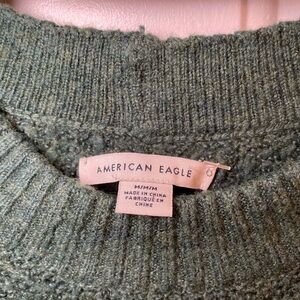 AMERICAN EAGLE
M/M/M
MADE IN CHINA
FABRIQUÉ EN
CHINE